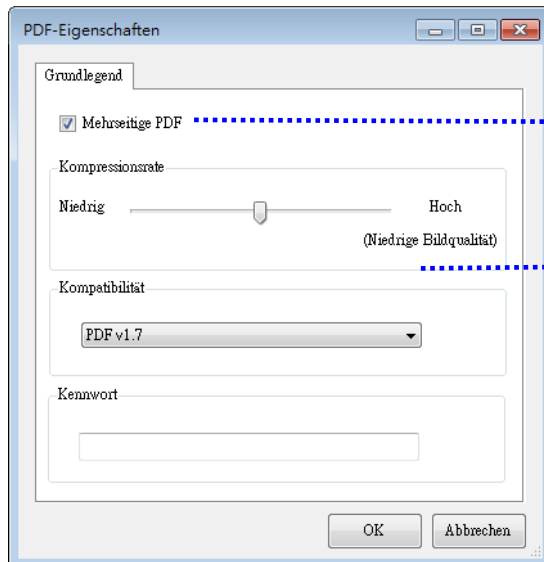 PDF-Eigenschaften
Grundlegend
Mehrseitige PDF
Kompressionsrate
Niedrig Hoch
(Niedrige Bildqualität)
Kompatibilität
PDF v1.7
Kennwort
OK Abbrechen